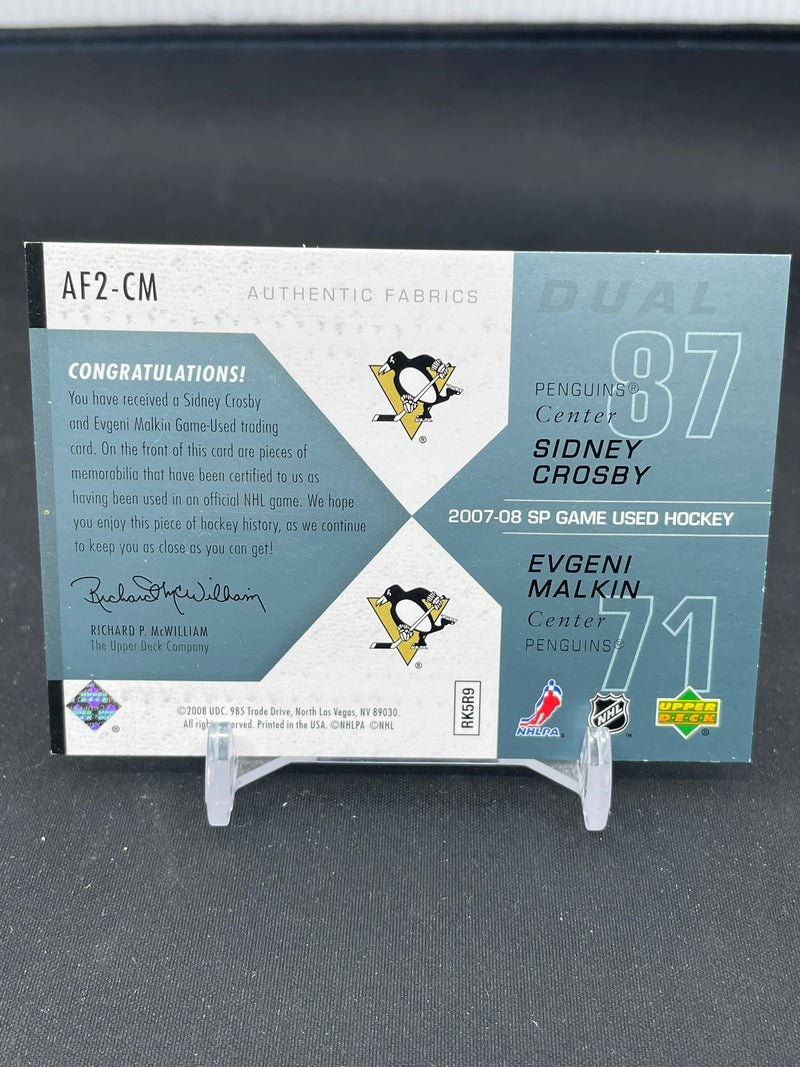 AF2-CM
AUTHENTIC FABRICS
CONGRATULATIONS!
You have received a Sidney Crosby
and Evgeni Malkin Game-Used trading
card. On the front of this card are pieces of
memorabilia that have been certified to us as
having been used in an official NHL game. We hope
you enjoy this piece of hockey history, as we continue
to keep you as close as you can get!
Richard P. McWilliam
RICHARD P. McWILLIAM
The Upper Deck Company
®
®
®
©2008 UDC. 985 Trade Drive, North Las Vegas, NV 89030.
All rights reserved. Printed in the USA. ©NHLPA ©NHL
RK5R9
DUAL
87
PENGUINS®
Center
SIDNEY
CROSBY
2007-08 SP GAME USED HOCKEY
EVGENI
MALKIN
Center
71
PENGUINS®
NHLPA®
NHL™
UPPER
DECK®